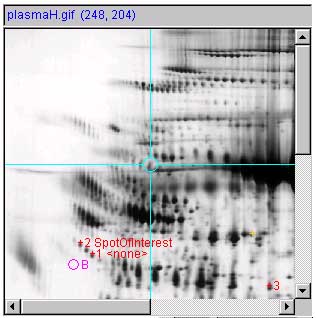 plasmaH.gif (248, 204)
2 SpotOfInterest
1 <none>
B
3